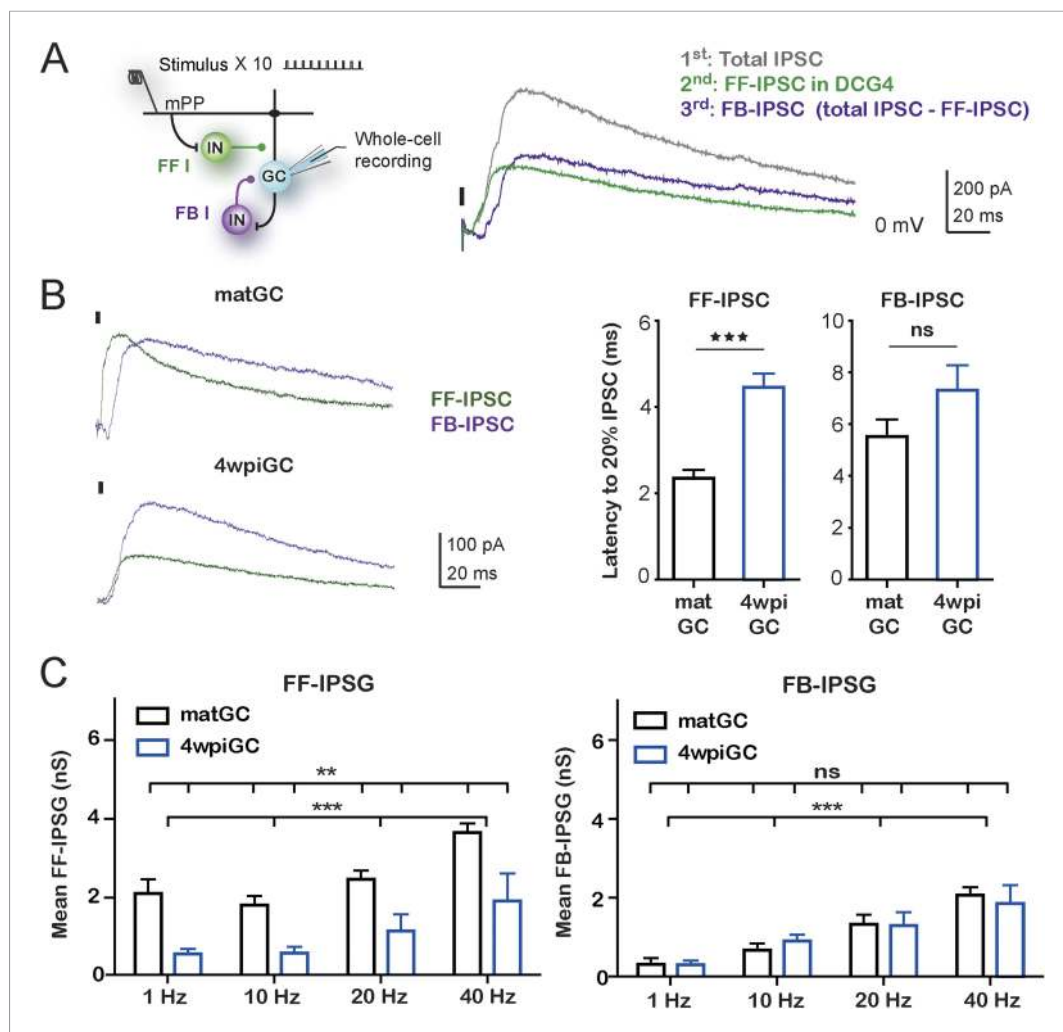 A
Stimulus X 10
mPP
IN
FF I
GC
Whole-cell
recording
FB I
IN
1st: Total IPSC
2nd: FF-IPSC in DCG4
3rd: FB-IPSC (total IPSC - FF-IPSC)
0 mV
200 pA
20 ms
B
matGC
FF-IPSC
FB-IPSC
4wpiGC
100 pA
20 ms
FF-IPSC
Latency to 20% IPSC (ms)
6
4
2
0
★★★
mat
GC
4wpi
GC
FB-IPSC
10
8
6
4
2
0
ns
mat
GC
4wpi
GC
C
FF-IPSG
matGC
4wpiGC
Mean FF-IPSG (nS)
6
4
2
0
**
***
1 Hz
10 Hz
20 Hz
40 Hz
FB-IPSG
matGC
4wpiGC
Mean FB-IPSG (nS)
6
4
2
0
ns
***
1 Hz
10 Hz
20 Hz
40 Hz